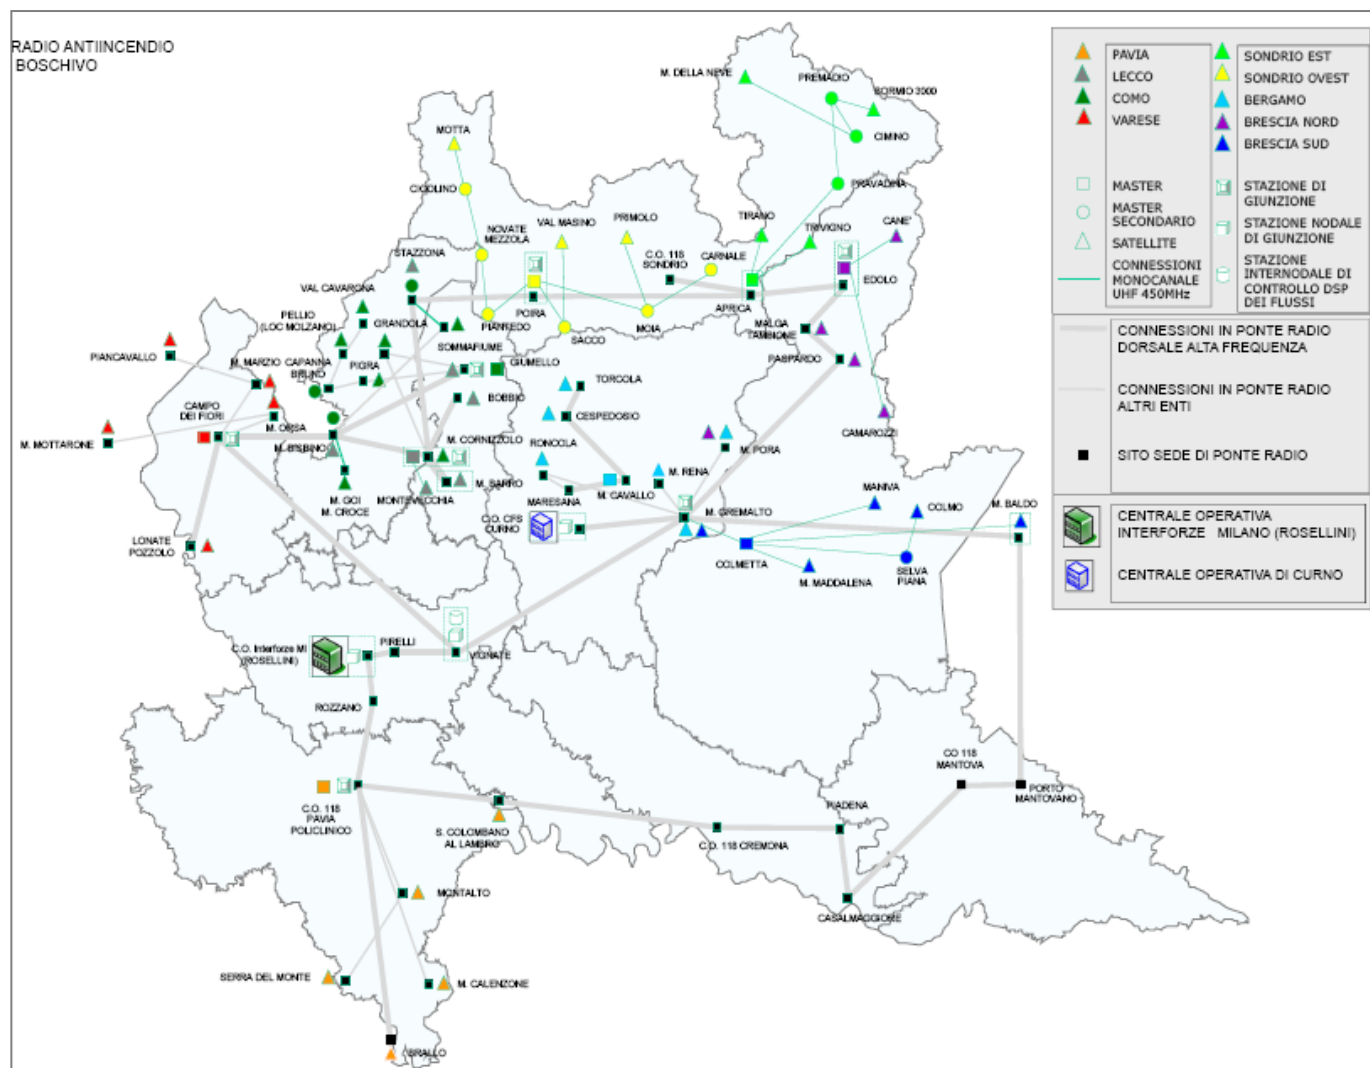 RADIO ANTIINCENDIO
BOSCHIVO
M. DELLA NEVE
PREMADIO
BORMIO 3000
CIMINO
PRAVADINA
MOTTA
CIGOLINO
NOVATE
MEZZOLA
VAL MASINO
PRIMOLO
CARNALE
C.O. 118
SONDRIO
TIRANO
TRIVIGNO
CANE'
EDOLO
APRICA
STAZZONA
VAL CAVARGNA
PELLIO
(LOC MOLZANO)
GRANDOLA
PIANFREDO
POIRA
SACCO
MOIA
MALGA
TAMBIONE
PASPARDO
PIANCAVALLO
M. MARZIO
CAPANNA
BRUNO
PIGRA
SOMMAFIUME
GIUMELLO
BOBBIO
TORCOLA
CESPEDOSIO
CAMAROZZI
CAMPO
DEI FIORI
M. ORSA
M. BISBINO
M. MOTTARONE
M. CORNIZZOLO
M. BARRO
MONTEVECCHIA
M. GOI
M. CROCE
RONCOLA
MARESANA
M. CAVALLO
M. RENA
M. PORA
MANIVA
COLMO
M. BALDO
C.O. CFS
CURNO
M. GREMALTO
COLMETTA
M. MADDALENA
SELVA
PIANA
LONATE
POZZOLO
C.O. Interforze MI
(ROSELLINI)
PIRELLI
VIGNATE
ROZZANO
C.O. 118
PAVIA
POLICLINICO
S. COLOMBANO
AL LAMBRO
C.O. 118 CREMONA
PIADENA
CASALMAGGIORE
CO 118
MANTOVA
PORTO
MANTOVANO
MONTALTO
SERRA DEL MONTE
M. CALENZONE
BRALLO
PAVIA
LECCO
COMO
VARESE
SONDRIO EST
SONDRIO OVEST
BERGAMO
BRESCIA NORD
BRESCIA SUD
MASTER
MASTER
SECONDARIO
SATELLITE
CONNESSIONI
MONOCANALE
UHF 450MHz
STAZIONE DI
GIUNZIONE
STAZIONE NODALE
DI GIUNZIONE
STAZIONE
INTERNODALE DI
CONTROLLO DSP
DEI FLUSSI
CONNESSIONI IN PONTE RADIO
DORSALE ALTA FREQUENZA
CONNESSIONI IN PONTE RADIO
ALTRI ENTI
SITO SEDE DI PONTE RADIO
CENTRALE OPERATIVA
INTERFORZE MILANO (ROSELLINI)
CENTRALE OPERATIVA DI CURNO